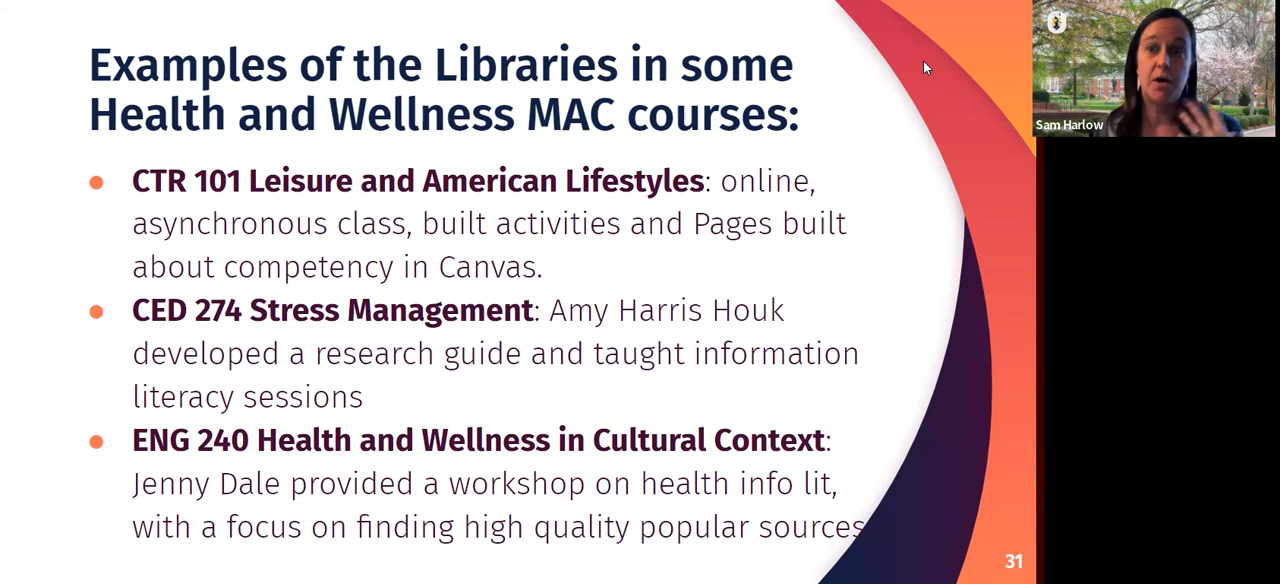 Examples of the Libraries in some
Health and Wellness MAC courses:
● CTR 101 Leisure and American Lifestyles: online,
asynchronous class, built activities and Pages built
about competency in Canvas.
● CED 274 Stress Management: Amy Harris Houk
developed a research guide and taught information
literacy sessions
● ENG 240 Health and Wellness in Cultural Context:
Jenny Dale provided a workshop on health info lit,
with a focus on finding high quality popular sources
31
Sam Harlow